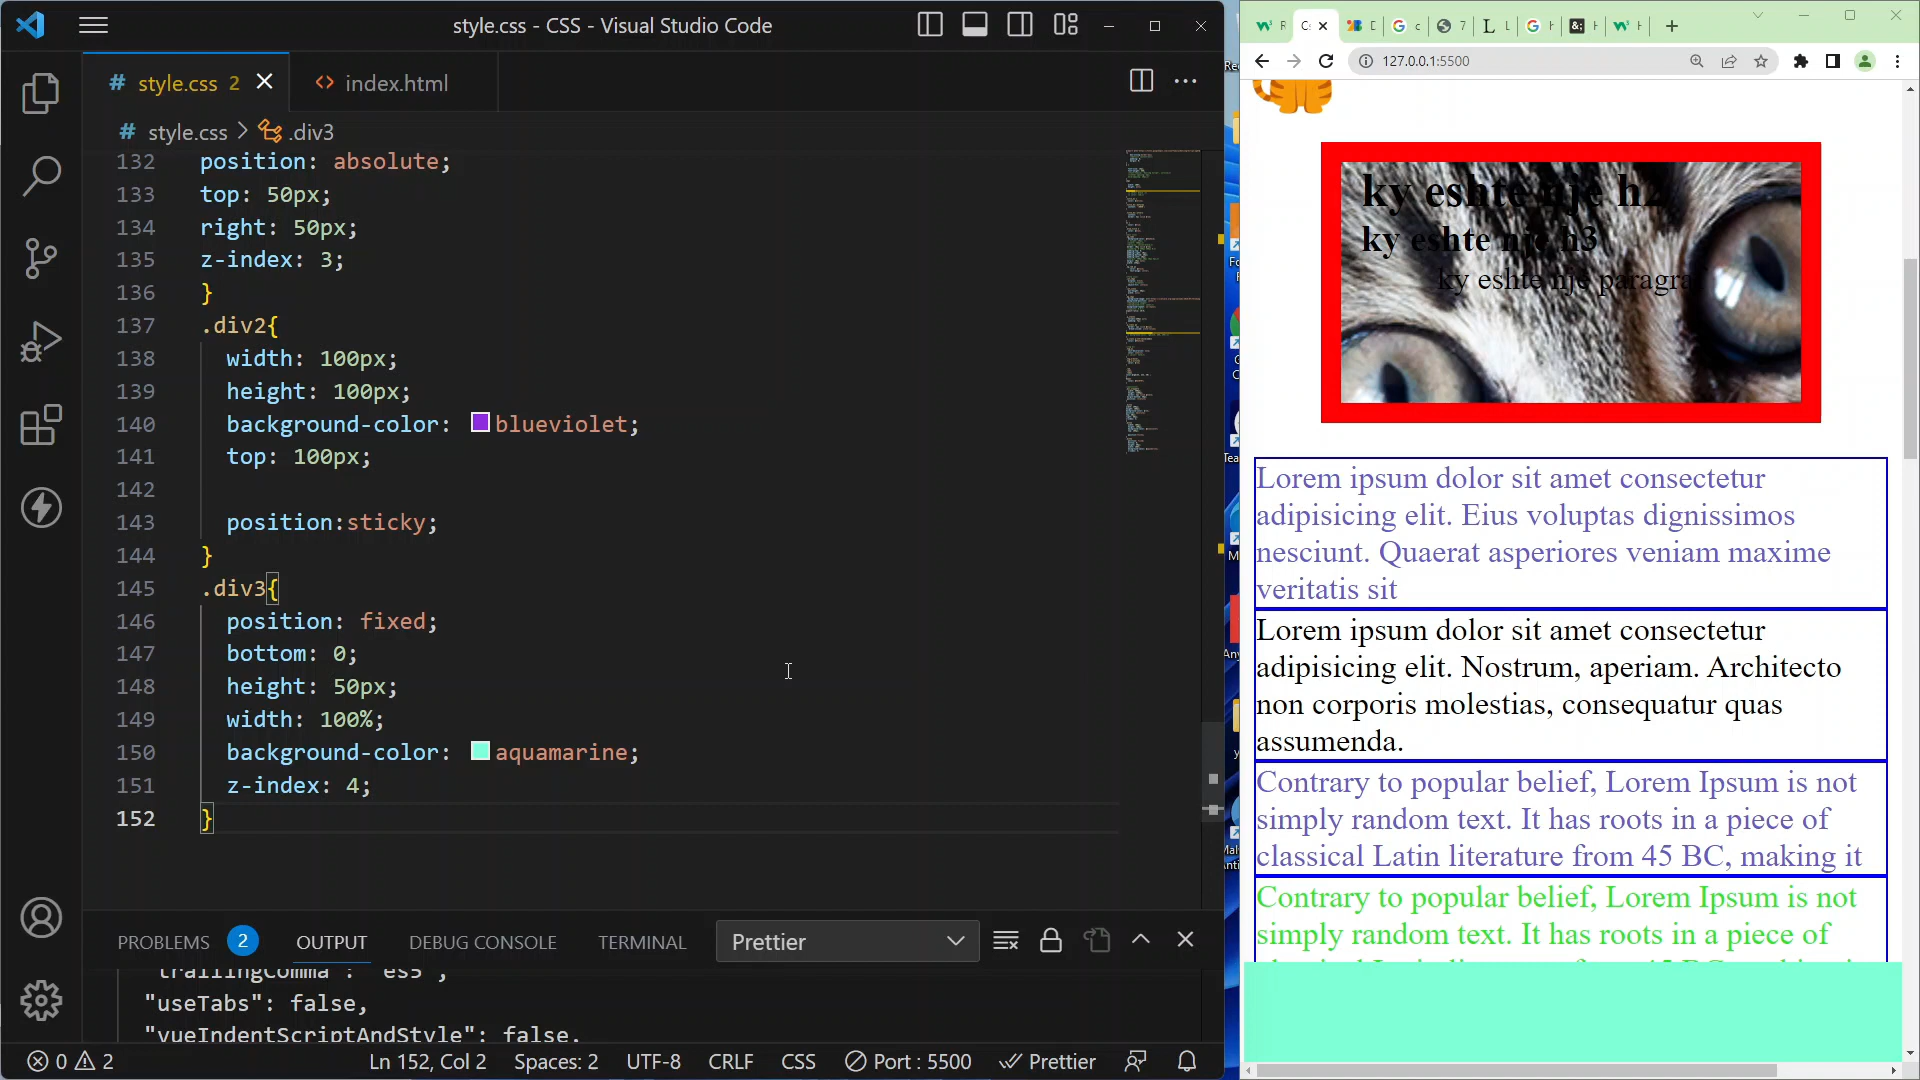 style.css - CSS - Visual Studio Code
# style.css 2
index.html
# style.css > .div3
132 position: absolute;
133 top: 50px;
134 right: 50px;
135 z-index: 3;
136 }
137 .div2{
138 width: 100px;
139 height: 100px;
140 background-color: blueviolet;
141 top: 100px;
142
143 position:sticky;
144 }
145 .div3{
146 position: fixed;
147 bottom: 0;
148 height: 50px;
149 width: 100%;
150 background-color: aquamarine;
151 z-index: 4;
152 }
PROBLEMS 2 OUTPUT DEBUG CONSOLE TERMINAL Prettier
"trailingComma": "es5",
"useTabs": false,
"vueIndentScriptAndStyle": false.
0 2 Ln 152, Col 2 Spaces: 2 UTF-8 CRLF CSS Port : 5500 Prettier
127.0.0.1:5500
ky eshte nje h2
ky eshte nje h3
ky eshte nje paragra
Lorem ipsum dolor sit amet consectetur
adipisicing elit. Eius voluptas dignissimos
nesciunt. Quaerat asperiores veniam maxime
veritatis sit
Lorem ipsum dolor sit amet consectetur
adipisicing elit. Nostrum, aperiam. Architecto
non corporis molestias, consequatur quas
assumenda.
Contrary to popular belief, Lorem Ipsum is not
simply random text. It has roots in a piece of
classical Latin literature from 45 BC, making it
Contrary to popular belief, Lorem Ipsum is not
simply random text. It has roots in a piece of